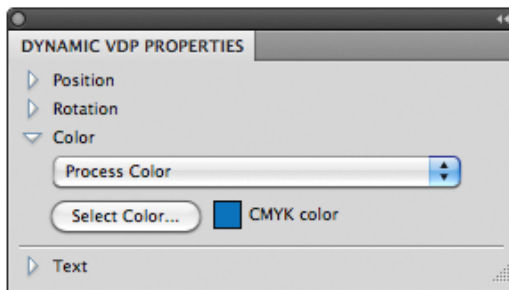 DYNAMIC VDP PROPERTIES
Position
Rotation
Color
Process Color
Select Color...
CMYK color
Text